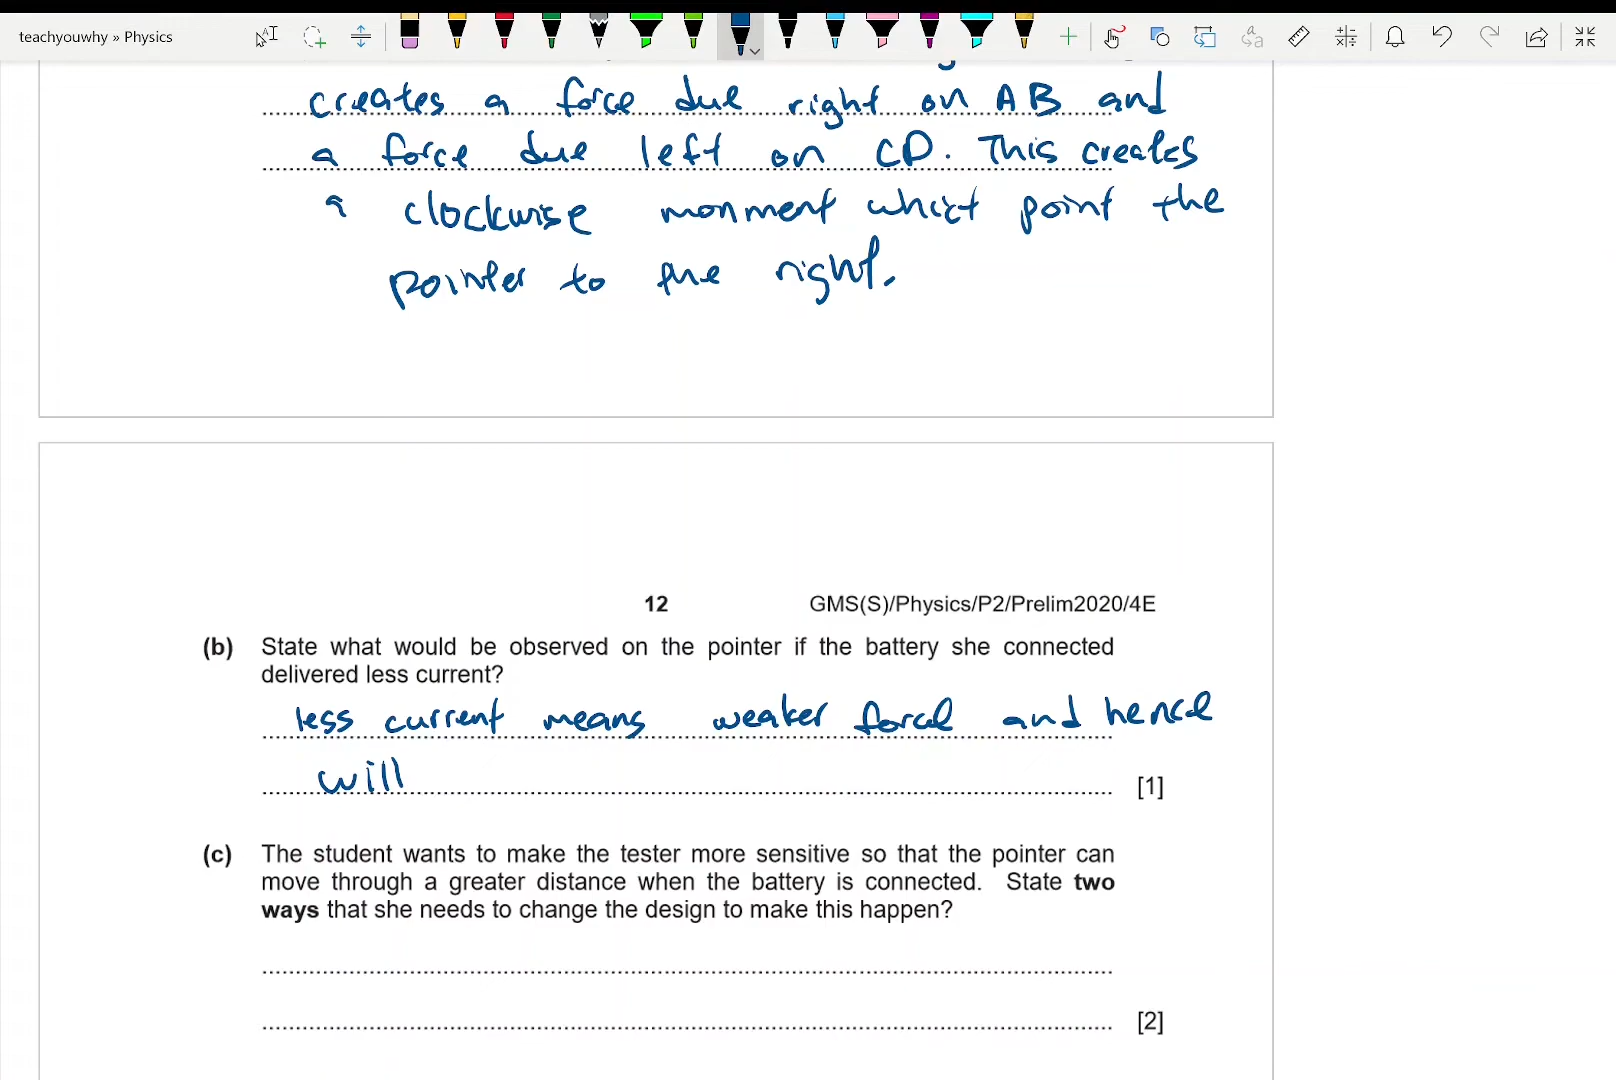 teachyouwhy » Physics
creates a force due right on AB and
a force due left on CD. This creates
a clockwise monment whict point the
pointer to the right.
12 GMS(S)/Physics/P2/Prelim2020/4E
(b) State what would be observed on the pointer if the battery she connected
delivered less current?
less current means weaker force and hence
will
[1]
(c) The student wants to make the tester more sensitive so that the pointer can
move through a greater distance when the battery is connected. State two
ways that she needs to change the design to make this happen?
[2]